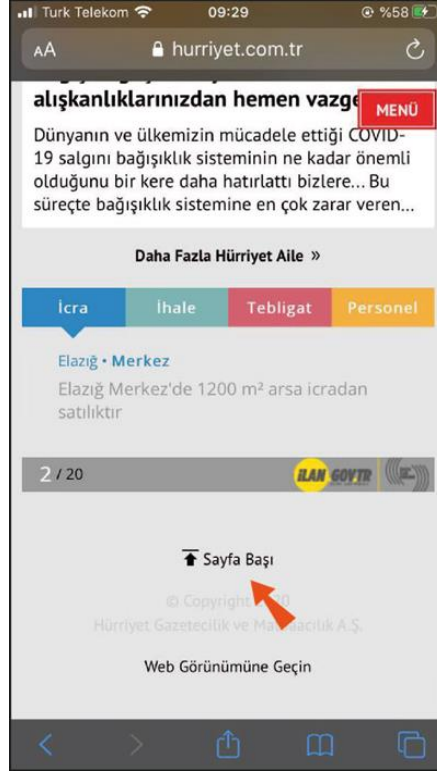 Turk Telekom 09:29 %58
AA hurriyet.com.tr
alışkanlıklarınızdan hemen vazge
MENÜ
Dünyanın ve ülkemizin mücadele ettiği COVID-
19 salgını bağışıklık sisteminin ne kadar önemli
olduğunu bir kere daha hatırlattı bizlere... Bu
süreçte bağışıklık sistemine en çok zarar veren...
Daha Fazla Hürriyet Aile »
İcra İhale Tebligat Personel
Elazığ • Merkez
Elazığ Merkez'de 1200 m² arsa icradan
satılıktır
2 / 20 iLAN GOV.TR
Sayfa Başı
© Copyright 2020
Hürriyet Gazetecilik ve Matbaacılık A.Ş.
Web Görünümüne Geçin